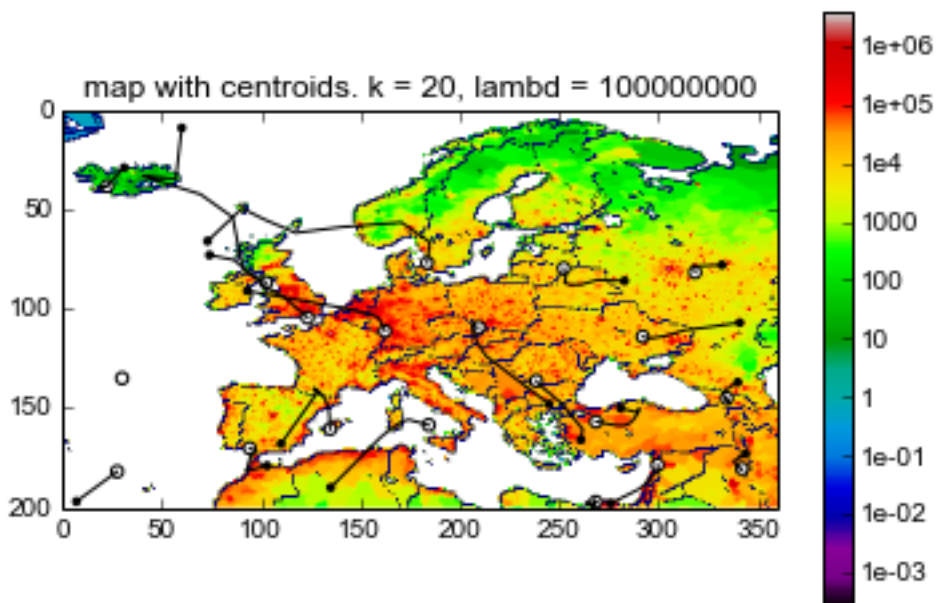 map with centroids. k = 20, lambd = 100000000
0
50
100
150
200
0 50 100 150 200 250 300 350
1e+06
1e+05
1e4
1000
100
10
1
1e-01
1e-02
1e-03